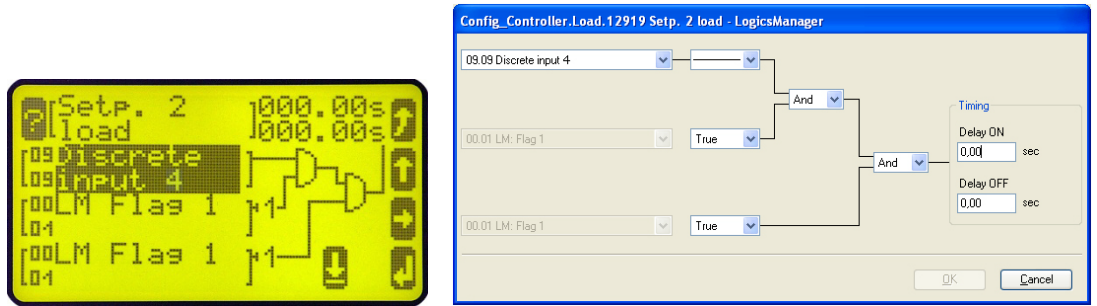 Setp. 2 ]000.00s
load ]000.00s
[09 Discrete
[09 input 4 ]
[00 LM Flag 1 ] 1
[01
[00 LM Flag 1 ] 1
[01
?
Config_Controller.Load.12919 Setp. 2 load - LogicsManager
09.09 Discrete input 4
And
Timing
Delay ON
00.01 LM: Flag 1 True
0,00 sec
And
Delay OFF
0,00 sec
00.01 LM: Flag 1 True
OK Cancel